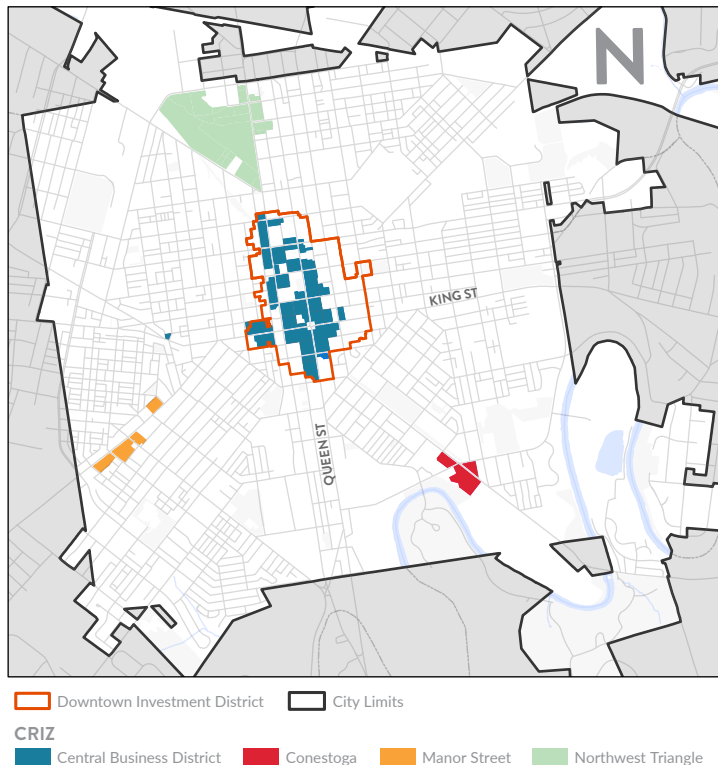 N
KING ST
QUEEN ST
Downtown Investment District
City Limits
CRIZ
Central Business District
Conestoga
Manor Street
Northwest Triangle